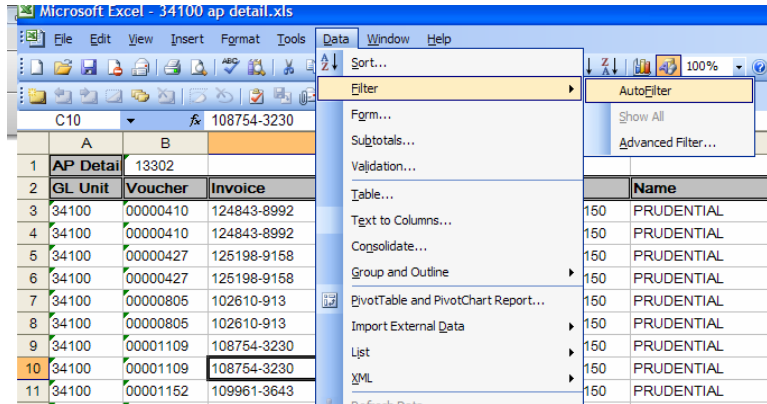 Microsoft Excel - 34100 ap detail.xls
File Edit View Insert Format Tools Data Window Help
100%
C10 fx 108754-3230
Sort...
Filter
Form...
Subtotals...
Validation...
Table...
Text to Columns...
Consolidate...
Group and Outline
PivotTable and PivotChart Report...
Import External Data
List
XML
Refresh Data
AutoFilter
Show All
Advanced Filter...
A B
1 AP Detail 13302
2 GL Unit Voucher Invoice Name
3 34100 00000410 124843-8992 150 PRUDENTIAL
4 34100 00000410 124843-8992 150 PRUDENTIAL
5 34100 00000427 125198-9158 150 PRUDENTIAL
6 34100 00000427 125198-9158 150 PRUDENTIAL
7 34100 00000805 102610-913 150 PRUDENTIAL
8 34100 00000805 102610-913 150 PRUDENTIAL
9 34100 00001109 108754-3230 150 PRUDENTIAL
10 34100 00001109 108754-3230 150 PRUDENTIAL
11 34100 00001152 109961-3643 150 PRUDENTIAL